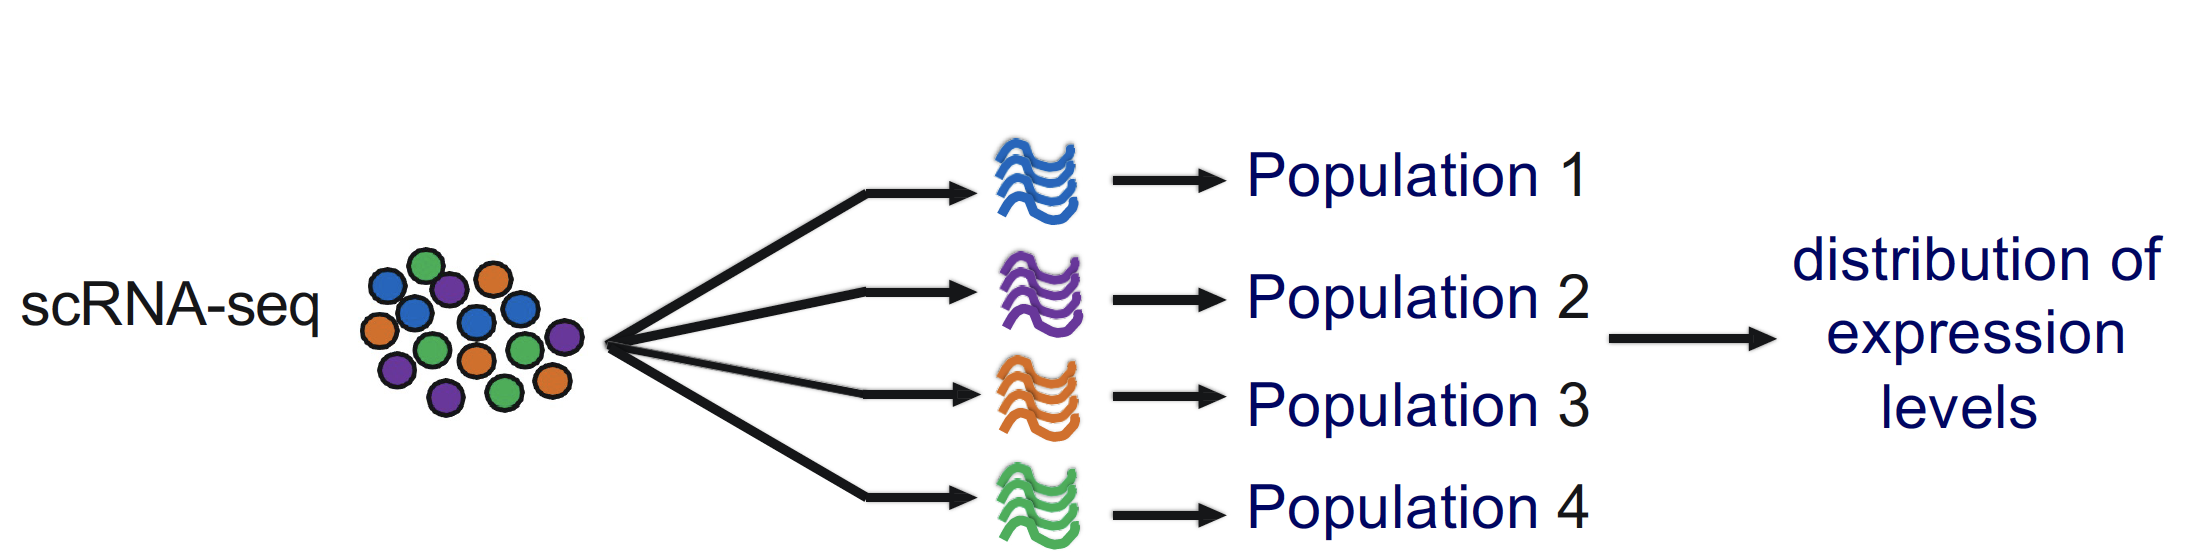 scRNA-seq
Population 1
Population 2
Population 3
Population 4
distribution of
expression
levels